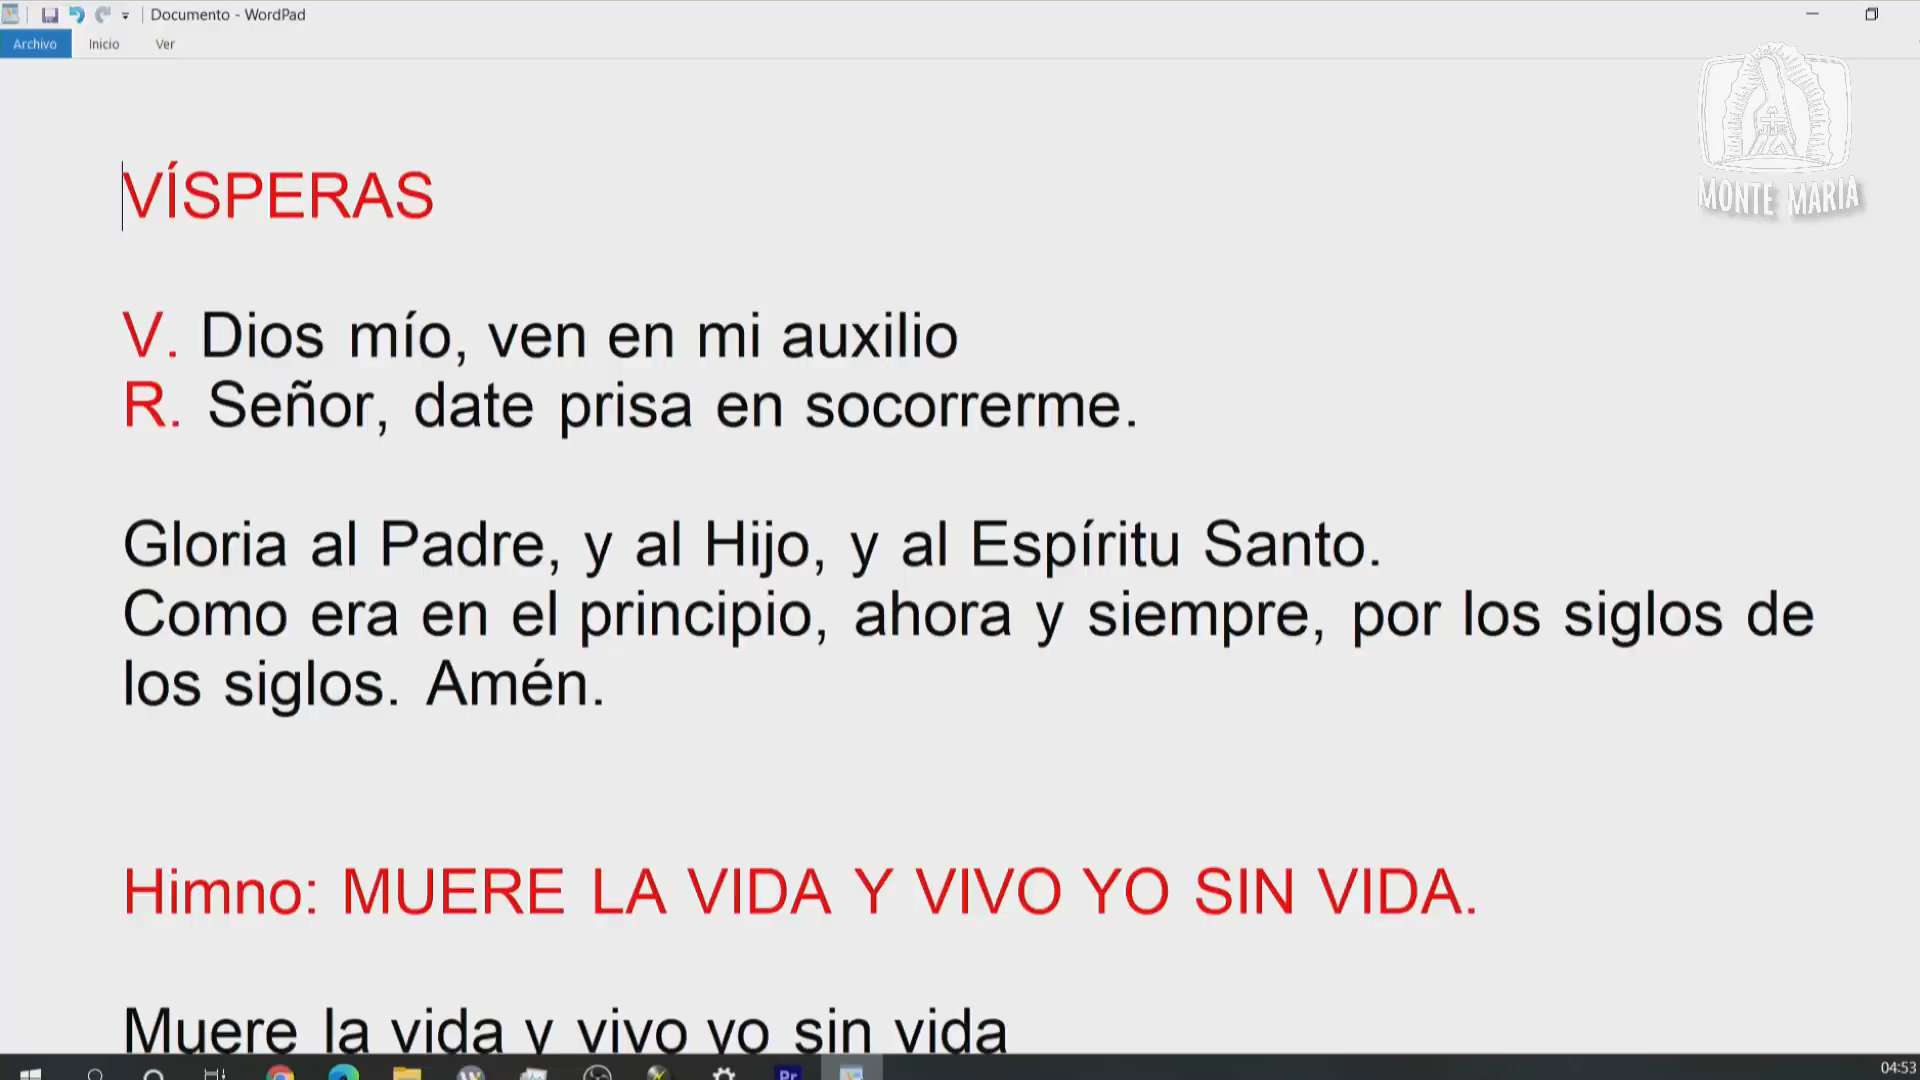 Documento - WordPad
Archivo Inicio Ver
MONTE MARIA
VÍSPERAS
V. Dios mío, ven en mi auxilio
R. Señor, date prisa en socorrerme.
Gloria al Padre, y al Hijo, y al Espíritu Santo.
Como era en el principio, ahora y siempre, por los siglos de
los siglos. Amén.
Himno: MUERE LA VIDA Y VIVO YO SIN VIDA.
Muere la vida y vivo yo sin vida
Pr
04:53